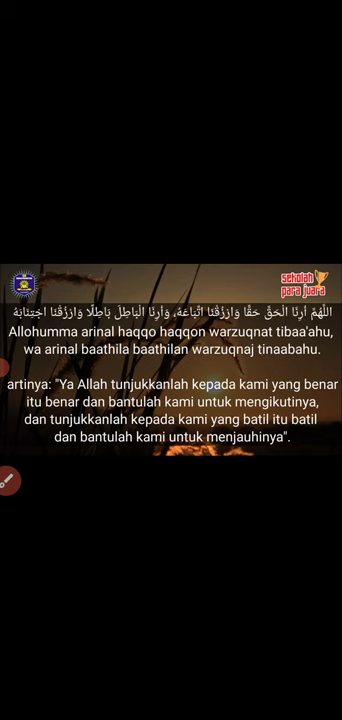 sekolah
para juara
اللَّهُمَّ أَرِنَا الْحَقَّ حَقًّا وَارْزُقْنَا اتِّبَاعَهُ، وَأَرِنَا الْبَاطِلَ بَاطِلًا وَارْزُقْنَا اجْتِنَابَهُ
Allohumma arinal haqqo haqqon warzuqnat tibaa'ahu,
wa arinal baathila baathilan warzuqnaj tinaabahu.
artinya: "Ya Allah tunjukkanlah kepada kami yang benar
itu benar dan bantulah kami untuk mengikutinya,
dan tunjukkanlah kepada kami yang batil itu batil
dan bantulah kami untuk menjauhinya".